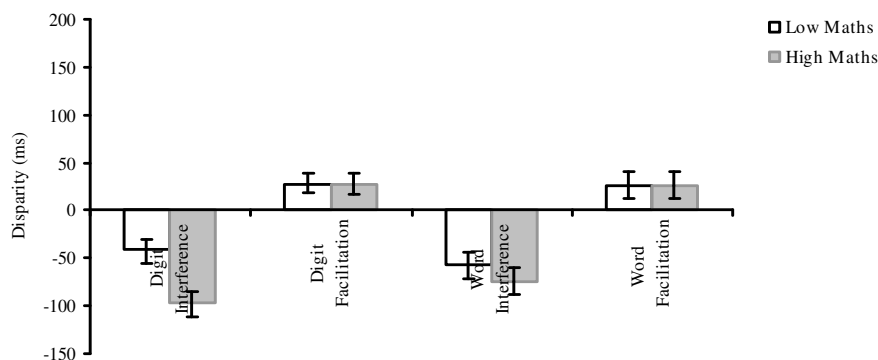 200
150
100
50
0
-50
-100
-150
Disparity (ms)
Digit
Interference
Digit
Facilitation
Word
Interference
Word
Facilitation
Low Maths
High Maths